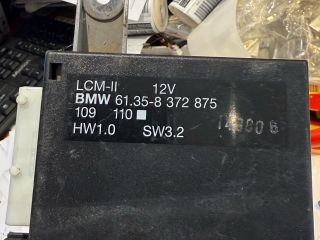 LCM-II 12V
BMW 61.35-8 372 875
109 110
HW1.0 SW3.2